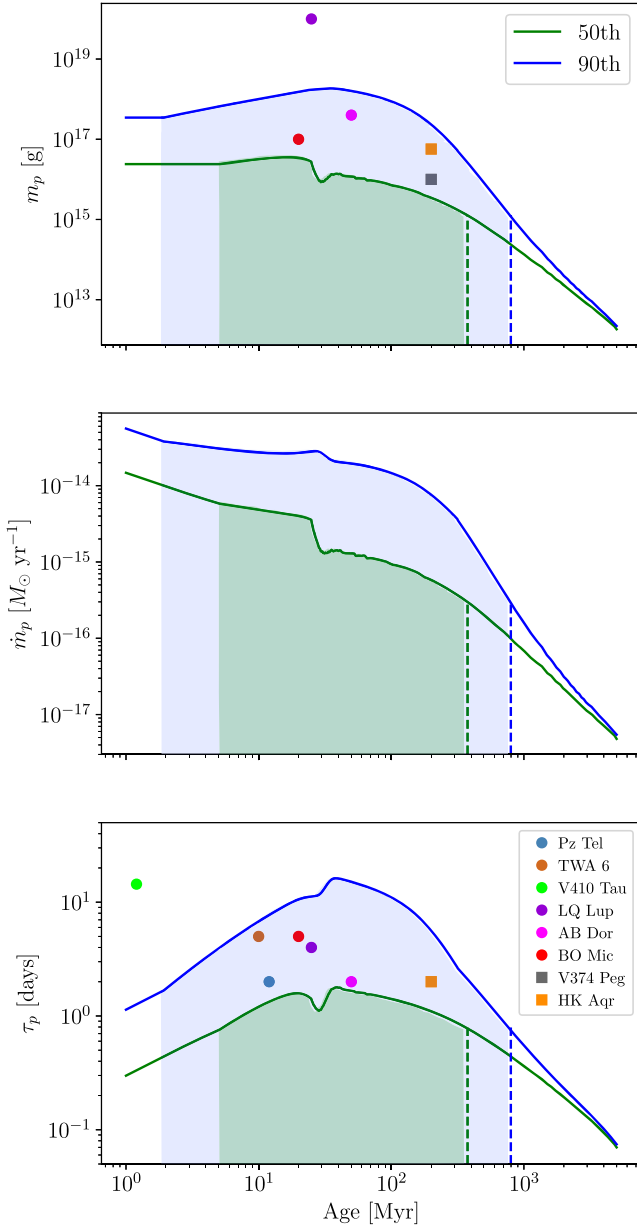 50th
90th
10^{19}
10^{17}
10^{15}
10^{13}
m_p [g]
10^{-14}
10^{-15}
10^{-16}
10^{-17}
\dot{m}_p [M_⊙ yr^{-1}]
Pz Tel
TWA 6
V410 Tau
LQ Lup
AB Dor
BO Mic
V374 Peg
HK Aqr
10^1
10^0
10^{-1}
τ_p [days]
10^0 10^1 10^2 10^3
Age [Myr]